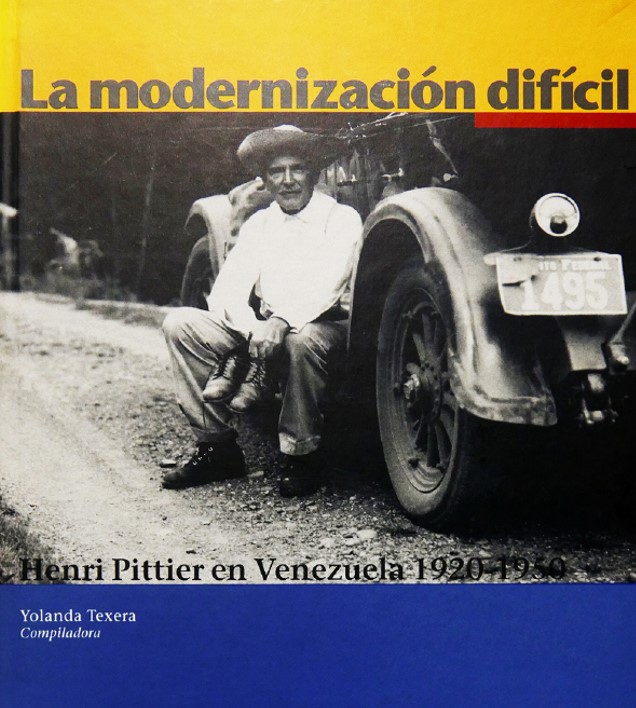 La modernización difícil
1495
Henri Pittier en Venezuela 1920-1950
Yolanda Texera
Compiladora